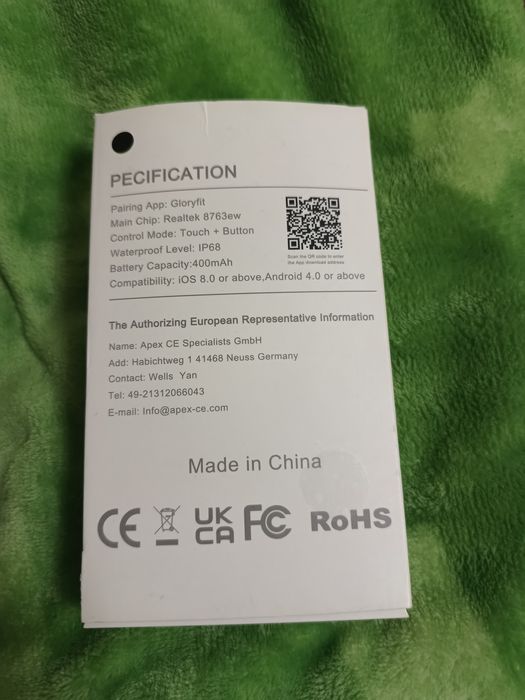 PECIFICATION
Pairing App: Gloryfit
Main Chip: Realtek 8763ew
Control Mode: Touch + Button
Waterproof Level: IP68
Battery Capacity:400mAh
Compatibility: iOS 8.0 or above,Android 4.0 or above
Scan the QR code to enter
the App download address
The Authorizing European Representative Information
Name: Apex CE Specialists GmbH
Add: Habichtweg 1 41468 Neuss Germany
Contact: Wells Yan
Tel: 49-21312066043
E-mail: Info@apex-ce.com
Made in China
CE UK CA FC RoHS